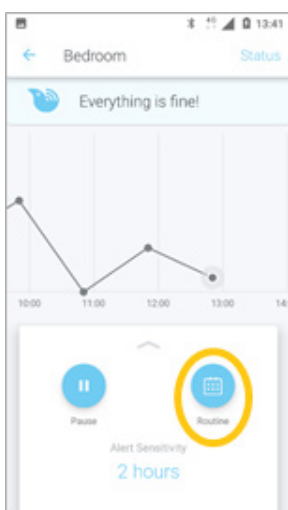 13:41
Bedroom Status
Everything is fine!
10:00 11:00 12:00 13:00 14:
Pause Routine
Alert Sensitivity
2 hours